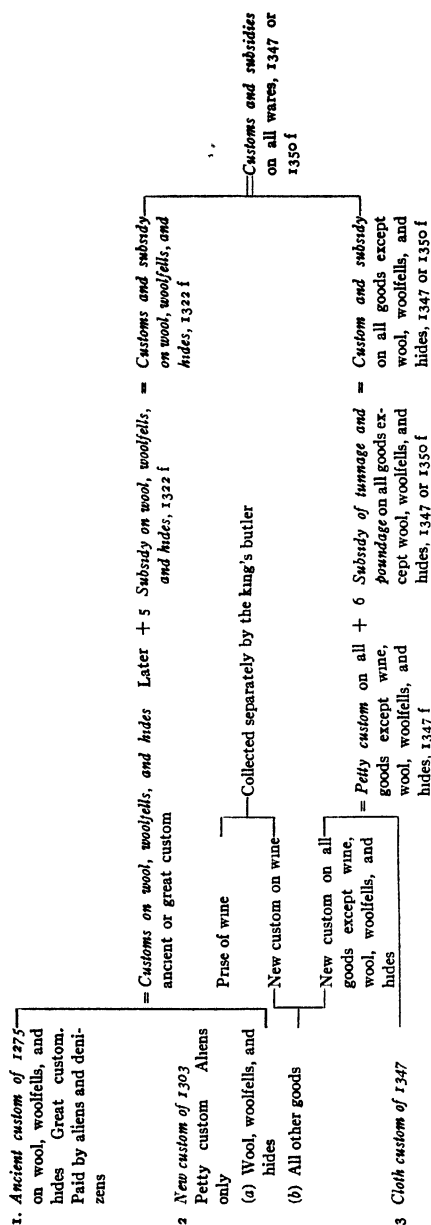 1. Ancient custom of 1275
on wool, woolfells, and
hides Great custom.
Paid by aliens and deni-
zens
2 New custom of 1303
Petty custom Aliens
only
(a) Wool, woolfells, and
hides
(b) All other goods
3 Cloth custom of 1347
= Customs on wool, woolfells, and hides Later + 5 Subsidy on wool, woolfells,
ancient or great custom
and hides, 1322 f
= Customs and subsidy
on wool, woolfells, and
hides, 1322 f
Prise of wine
New custom on wine
Collected separately by the king's butler
New custom on all
goods except wine,
wool, woolfells, and
hides
= Petty custom on all
goods except wine,
wool, woolfells, and
hides, 1347 f
+ 6 Subsidy of tunnage and
poundage on all goods ex-
cept wool, woolfells, and
hides, 1347 or 1350 f
= Custom and subsidy
on all goods except
wool, woolfells, and
hides, 1347 or 1350 f
= Customs and subsidies
on all wares, 1347 or
1350 f